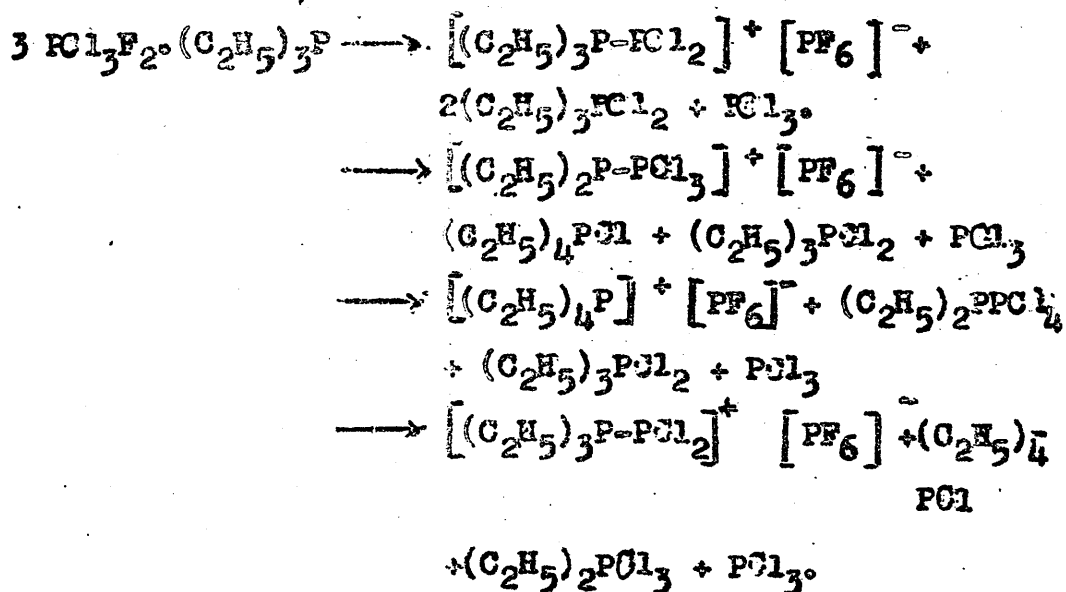 3 PCl₃F₂.(C₂H₅)₃P ⟶ [(C₂H₅)₃P-PCl₂]⁺ [PF₆]⁻ +
2(C₂H₅)₃PCl₂ + PCl₃.
⟶ [(C₂H₅)₂P-PCl₃]⁺ [PF₆]⁻ +
(C₂H₅)₄PCl + (C₂H₅)₃PCl₂ + PCl₃
⟶ [(C₂H₅)₄P]⁺ [PF₆]⁻ + (C₂H₅)₂PPCl₄
+ (C₂H₅)₃PCl₂ + PCl₃
⟶ [(C₂H₅)₃P-PCl₂]⁺ [PF₆]⁻ +(C₂H₅)₄-
PCl
+(C₂H₅)₂PCl₃ + PCl₃.